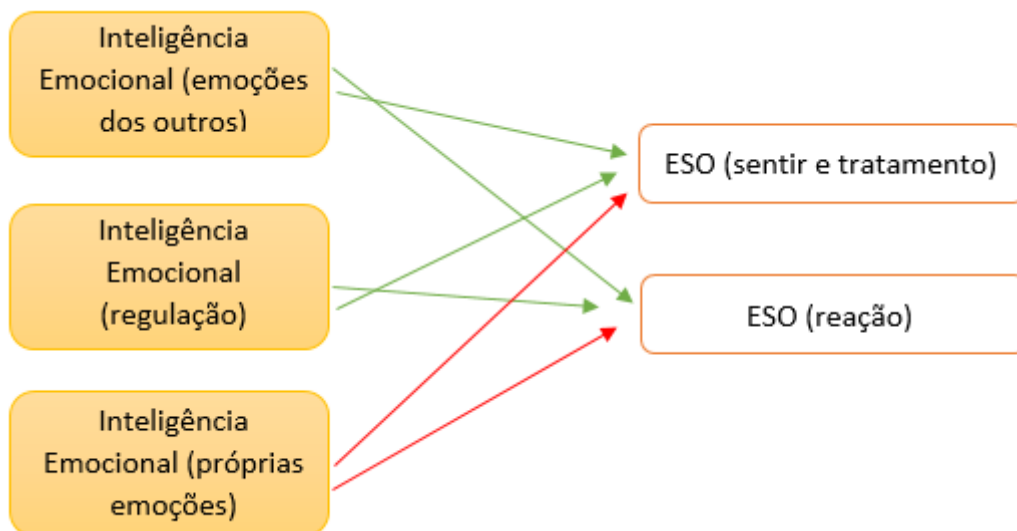 Inteligência
Emocional (emoções
dos outros)
ESO (sentir e tratamento)
Inteligência
Emocional
(regulação)
ESO (reação)
Inteligência
Emocional (próprias
emoções)